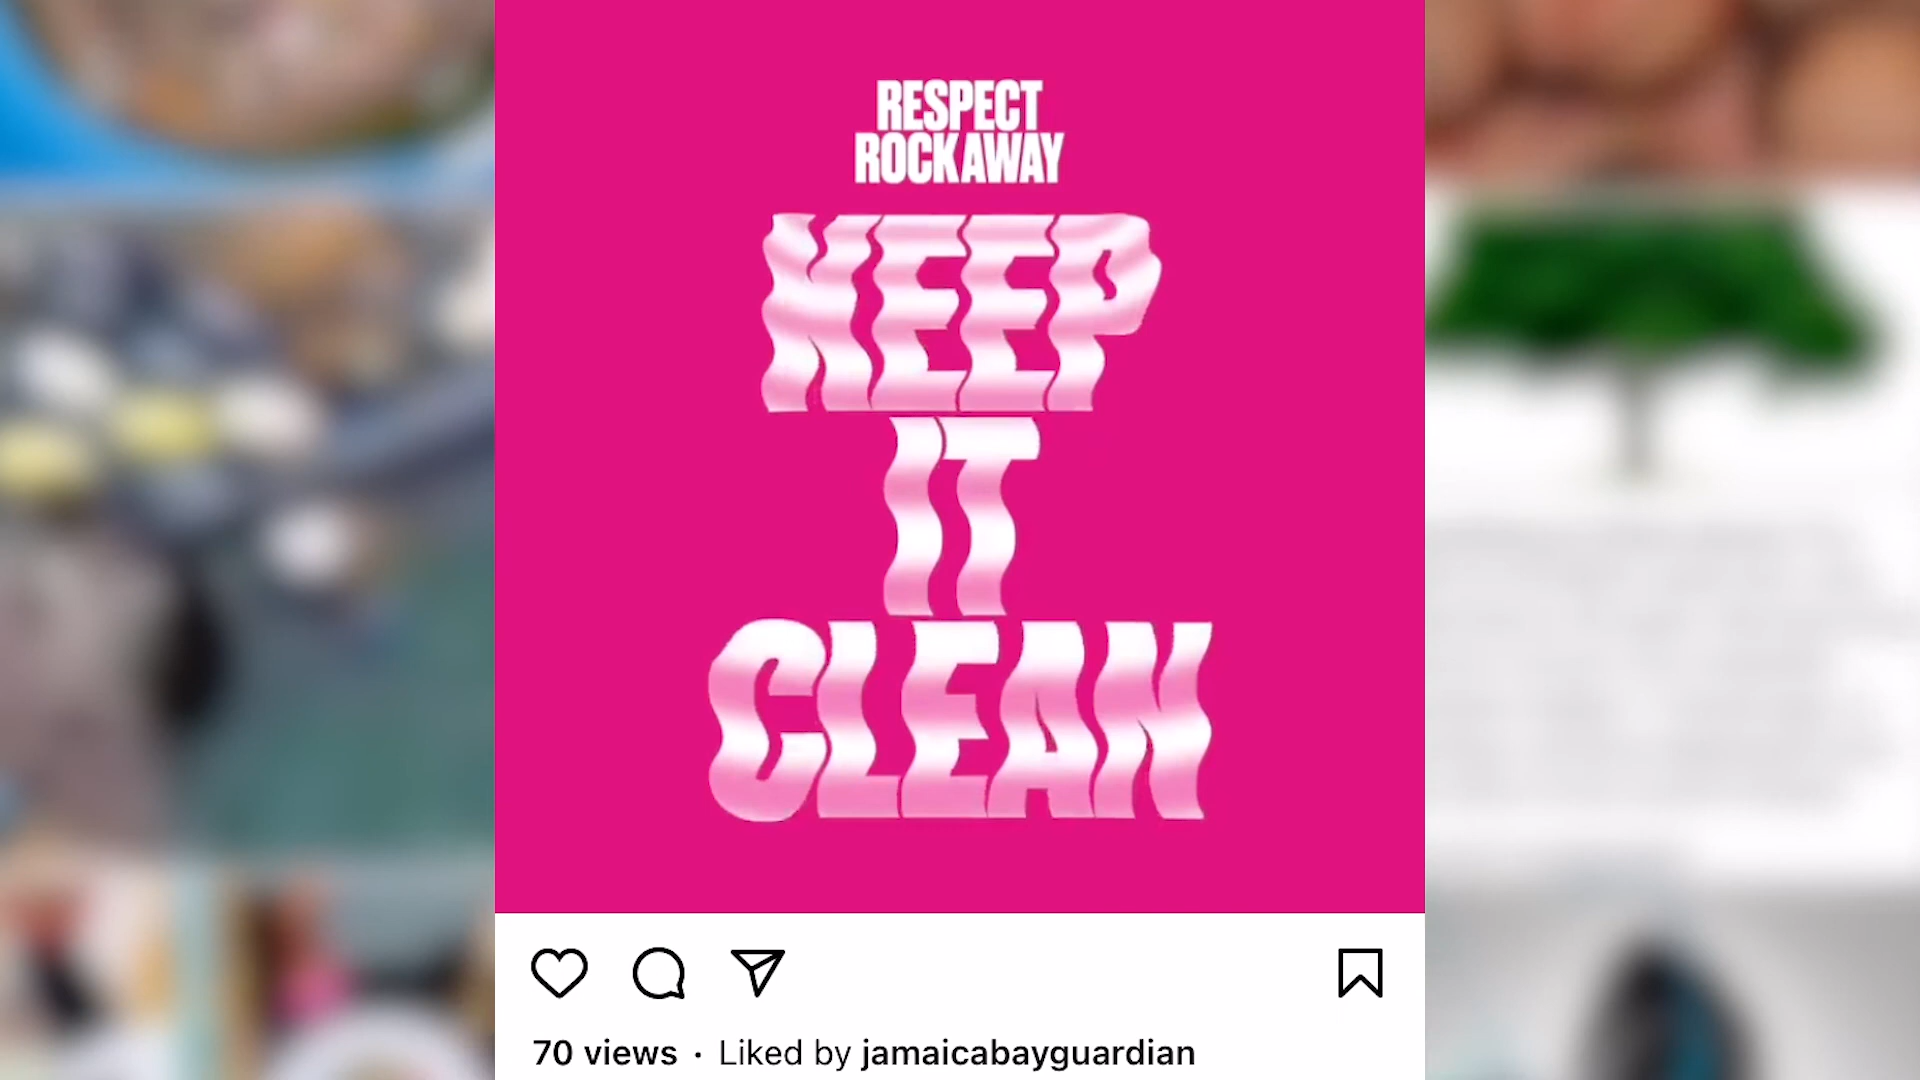 RESPECT
ROCKAWAY
KEEP
IT
CLEAN
70 views · Liked by jamaicabayguardian